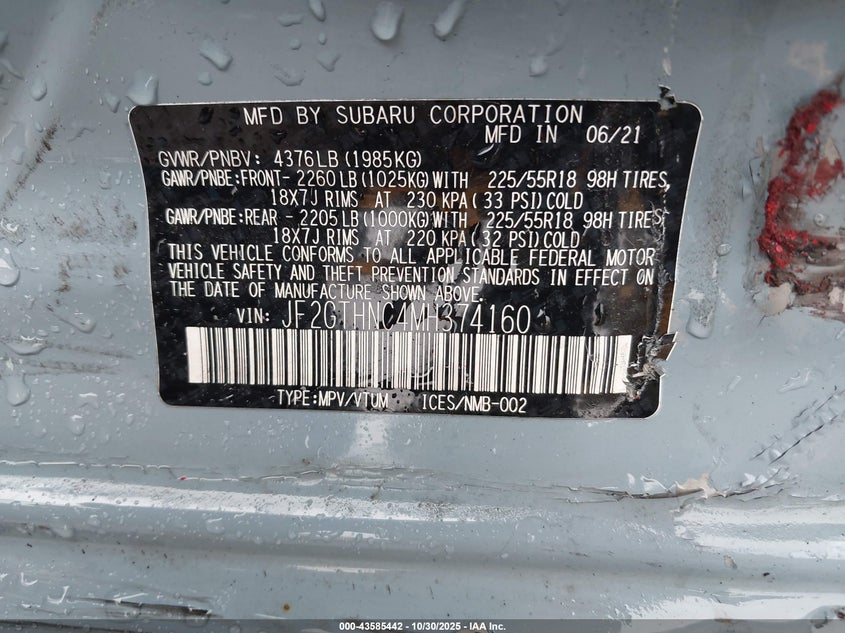 MFD BY SUBARU CORPORATION
MFD IN 06/21
GVWR/PNBV: 4376LB (1985KG)
GAWR/PNBE:FRONT- 2260LB (1025KG) WITH 225/55R18 98H TIRES,
18X7J RIMS AT 230 KPA( 33 PSI) COLD
GAWR/PNBE:REAR - 2205LB (1000KG) WITH 225/55R18 98H TIRES,
18X7J RIMS AT 220 KPA( 32 PSI) COLD
THIS VEHICLE CONFORMS TO ALL APPLICABLE FEDERAL MOTOR
VEHICLE SAFETY AND THEFT PREVENTION STANDARDS IN EFFECT ON
THE DATE OF MANUFACTURE SHOWN ABOVE.
VIN: JF2GTHNC4MH374160
TYPE:MPV/VTUM ICES/NMB-002
000-43585442 - 10/30/2025 - IAA Inc.